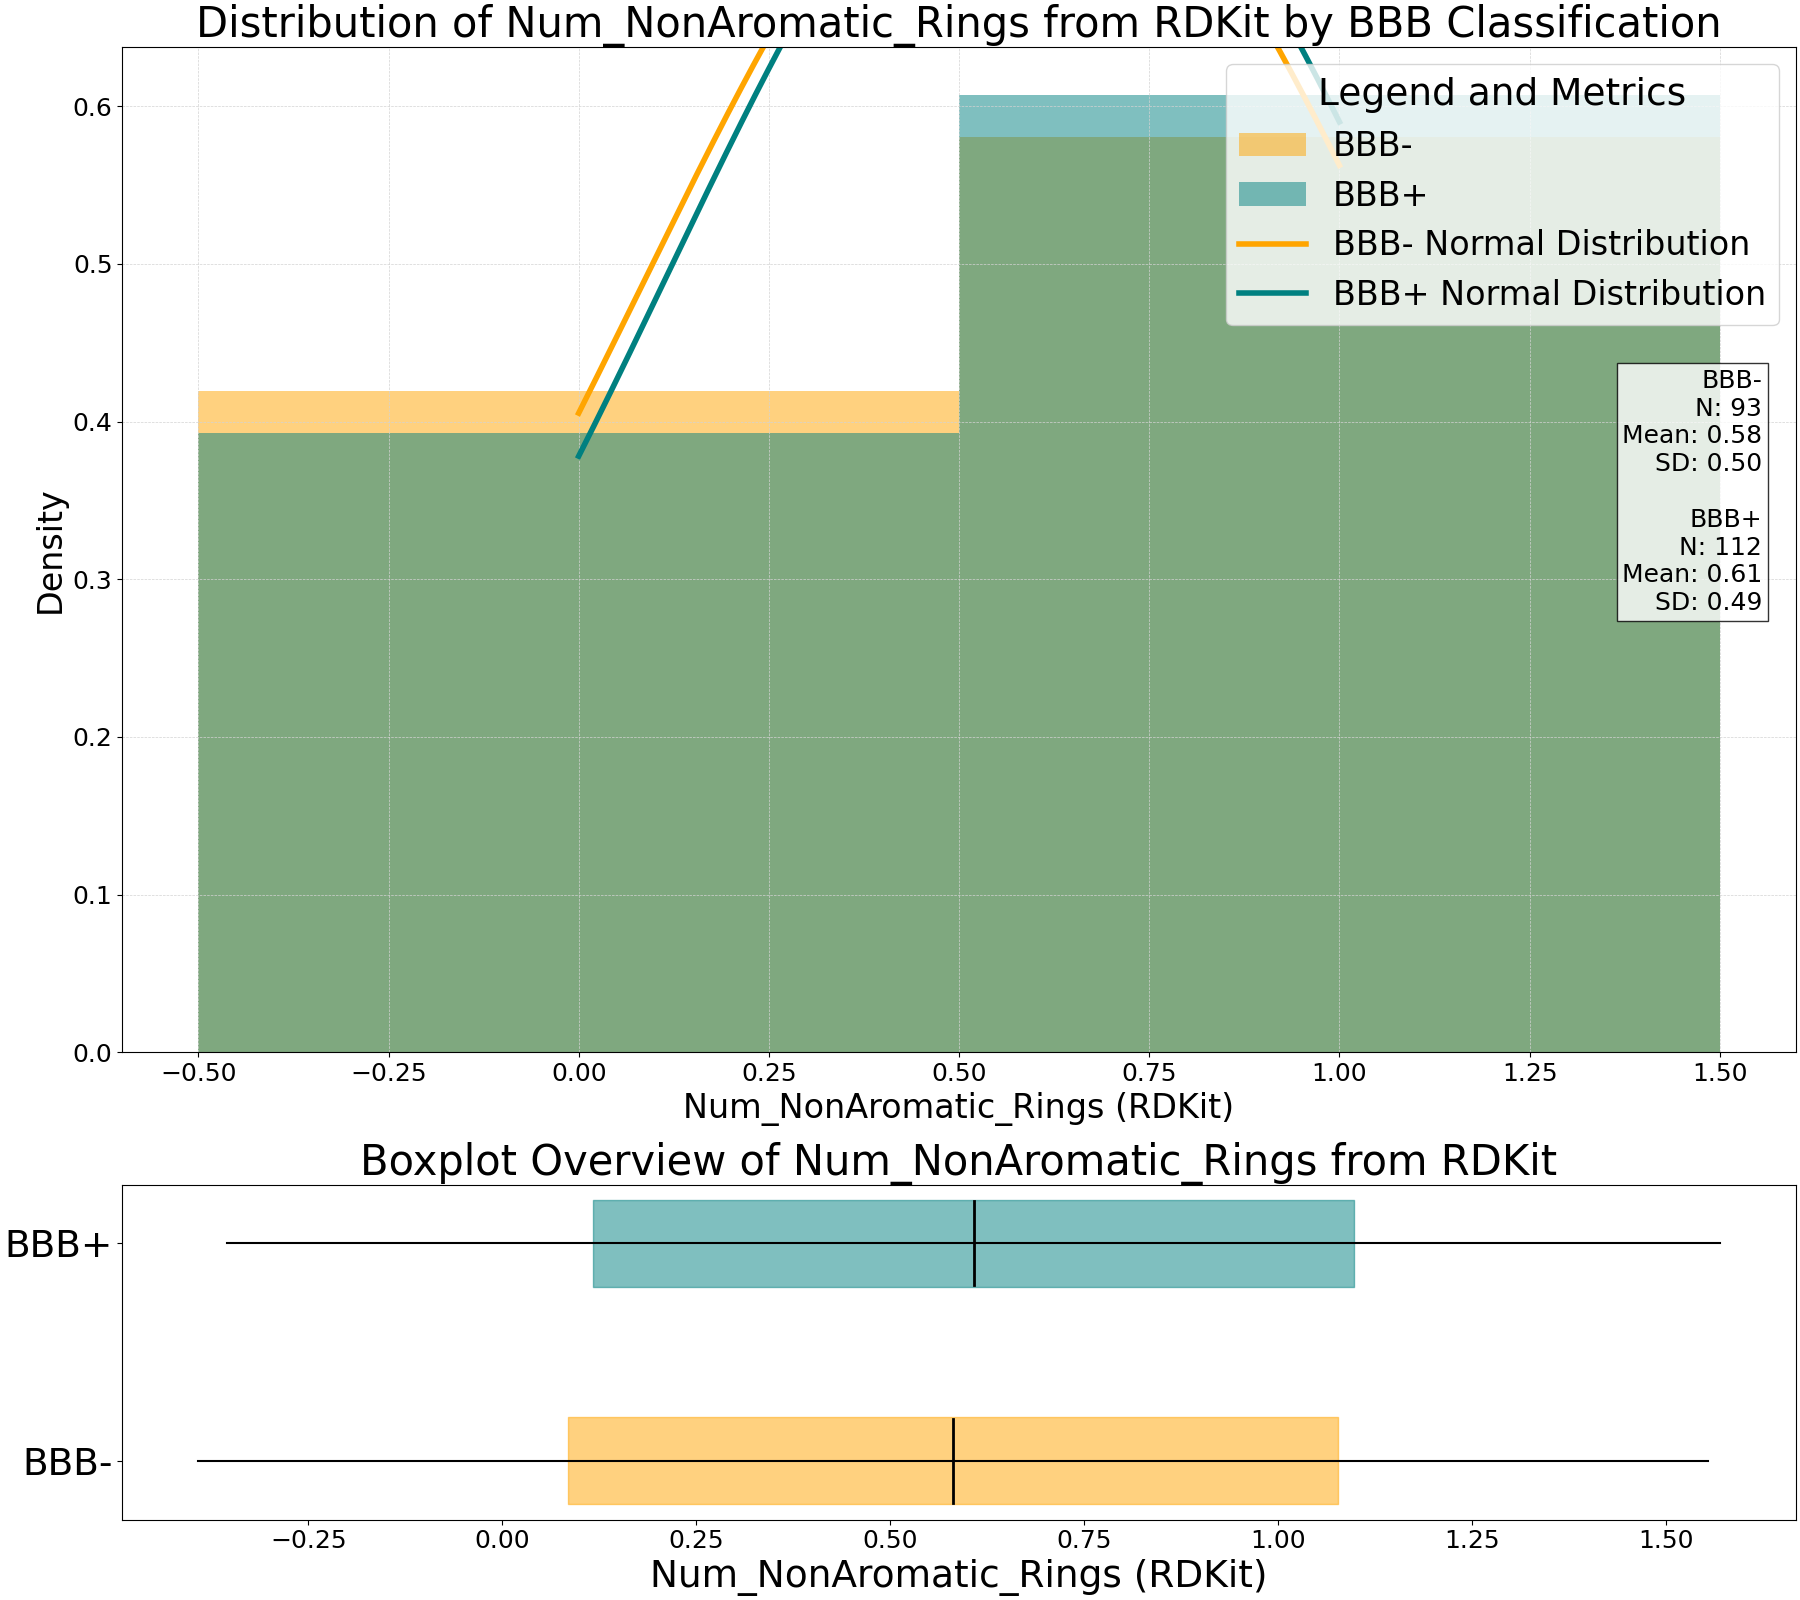 Distribution of Num_NonAromatic_Rings from RDKit by BBB Classification
Legend and Metrics
BBB-
BBB+
BBB- Normal Distribution
BBB+ Normal Distribution
BBB-
N: 93
Mean: 0.58
SD: 0.50
BBB+
N: 112
Mean: 0.61
SD: 0.49
Density
0.6
0.5
0.4
0.3
0.2
0.1
0.0
−0.50 −0.25 0.00 0.25 0.50 0.75 1.00 1.25 1.50
Num_NonAromatic_Rings (RDKit)
Boxplot Overview of Num_NonAromatic_Rings from RDKit
BBB+
BBB-
−0.25 0.00 0.25 0.50 0.75 1.00 1.25 1.50
Num_NonAromatic_Rings (RDKit)